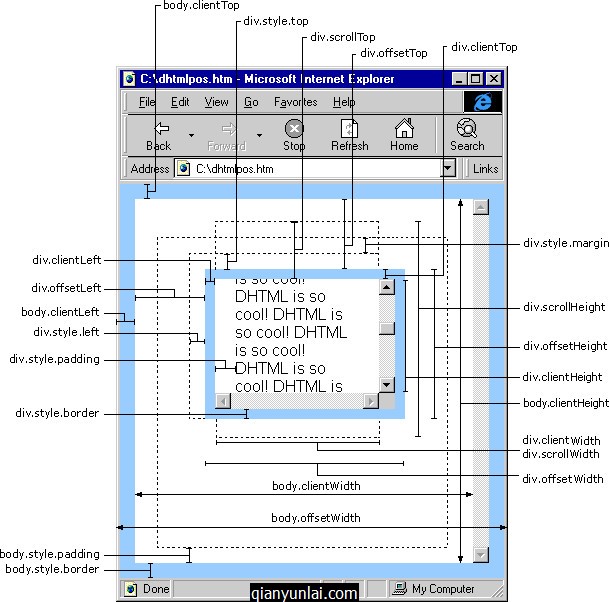 body.clientTop
div.style.top
div.scrollTop
div.offsetTop
div.clientTop
C:\dhtmlpos.htm - Microsoft Internet Explorer
File Edit View Go Favorites Help
Back Forward Stop Refresh Home Search
Address C:\dhtmlpos.htm Links
div.style.margin
div.clientLeft
div.offsetLeft
body.clientLeft
div.style.left
div.style.padding
div.style.border
is so cool!
DHTML is so
cool! DHTML is
so cool! DHTML
is so cool!
DHTML is so
cool! DHTML is
div.scrollHeight
div.offsetHeight
div.clientHeight
body.clientHeight
div.clientWidth
div.scrollWidth
div.offsetWidth
body.clientWidth
body.offsetWidth
body.style.padding
body.style.border
Done My Computer
qianyunlai.com